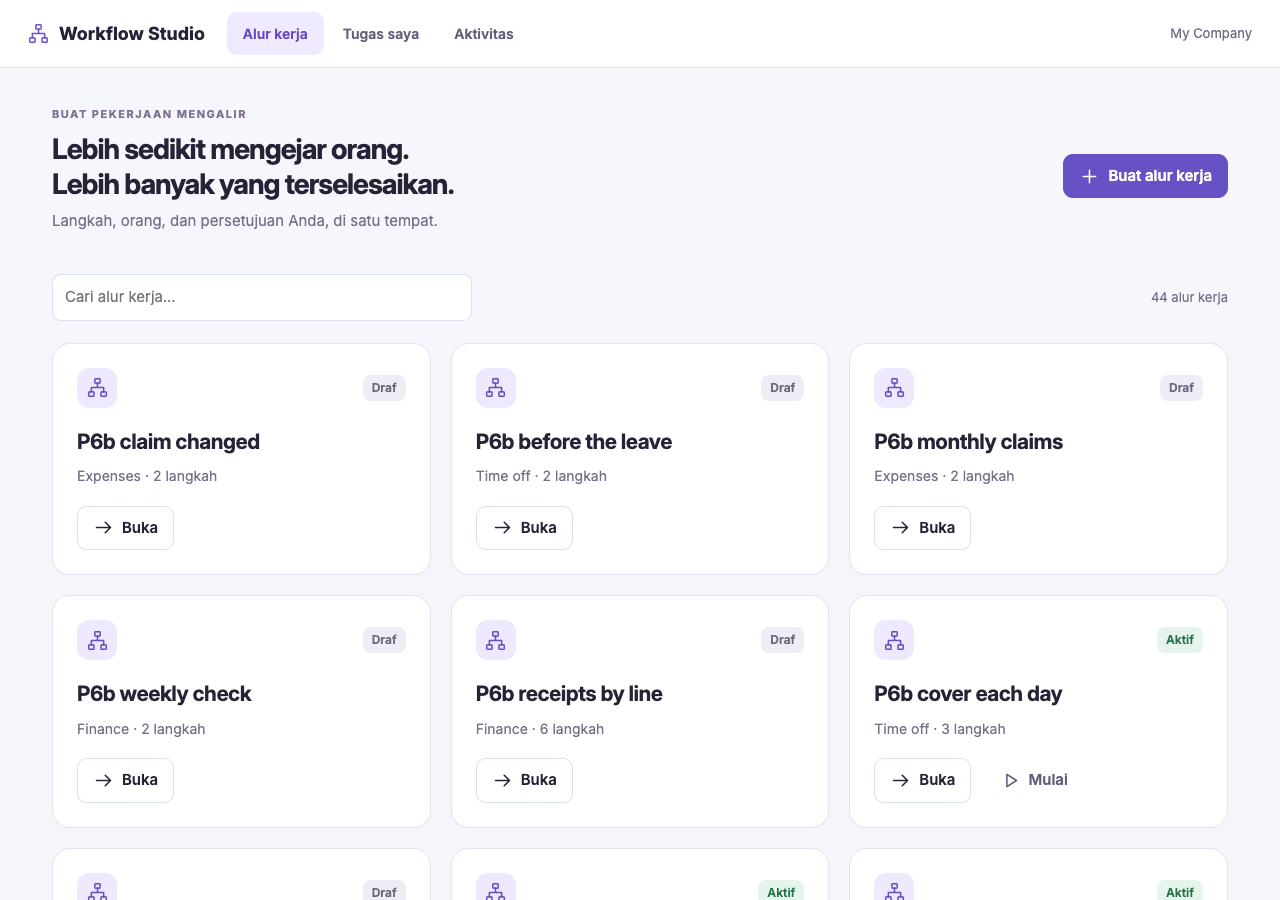 Workflow Studio
Alur kerja
Tugas saya
Aktivitas
My Company
BUAT PEKERJAAN MENGALIR
Lebih sedikit mengejar orang.
Lebih banyak yang terselesaikan.
Langkah, orang, dan persetujuan Anda, di satu tempat.
Buat alur kerja
Cari alur kerja...
44 alur kerja
Draf
P6b claim changed
Expenses · 2 langkah
Buka
Draf
P6b before the leave
Time off · 2 langkah
Buka
Draf
P6b monthly claims
Expenses · 2 langkah
Buka
Draf
P6b weekly check
Finance · 2 langkah
Buka
Draf
P6b receipts by line
Finance · 6 langkah
Buka
Aktif
P6b cover each day
Time off · 3 langkah
Buka
Mulai
Draf
Aktif
Aktif